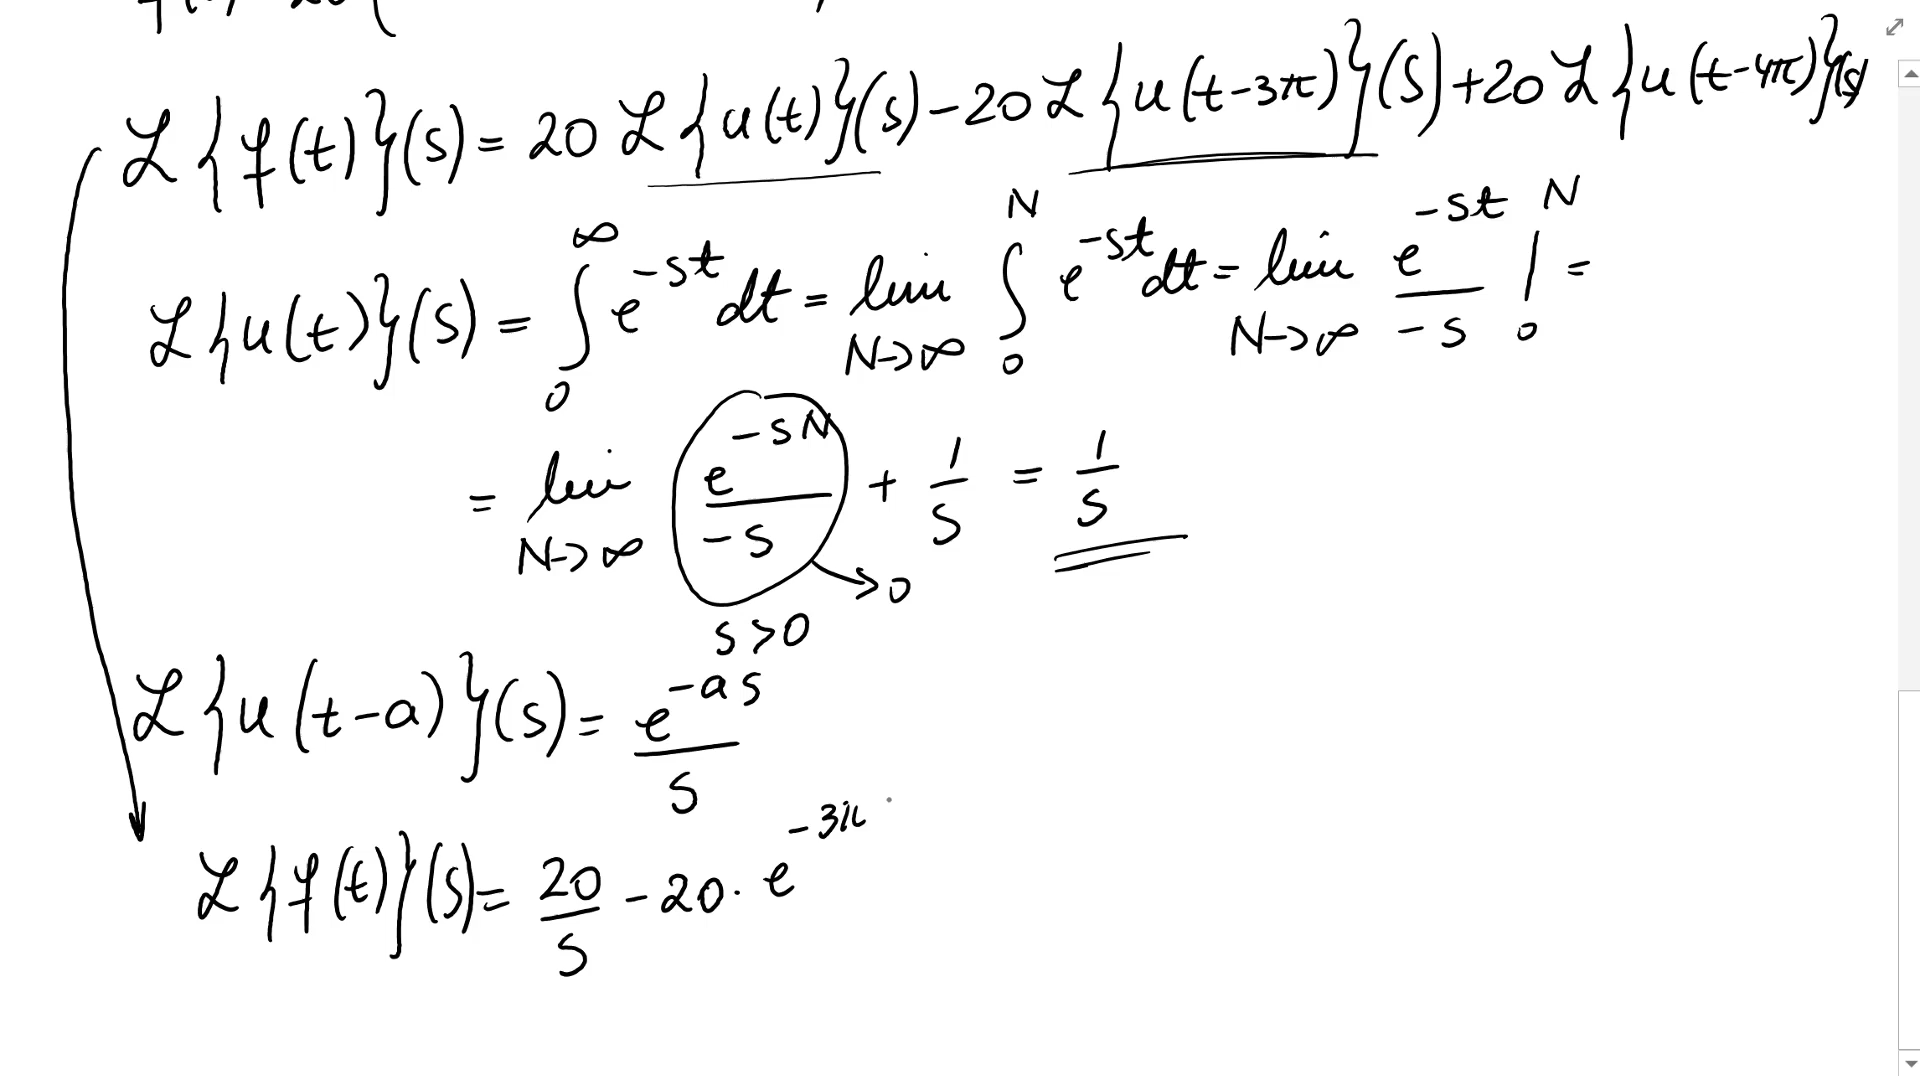 ℒ{f(t)}(s) = 20 ℒ{u(t)}(s) − 20 ℒ{u(t−3π)}(s) + 20 ℒ{u(t−4π)}(s)
ℒ{u(t)}(s) = ∫₀^∞ e^{−st} dt = lim_{N→∞} ∫₀^N e^{−st} dt = lim_{N→∞} e^{−st}/−s |₀^N =
= lim_{N→∞} e^{−sN}/−s + 1/s = 1/s
→0
s>0
ℒ{u(t−a)}(s) = e^{−as}/s
ℒ{f(t)}(s) = 20/s − 20 · e^{−3π